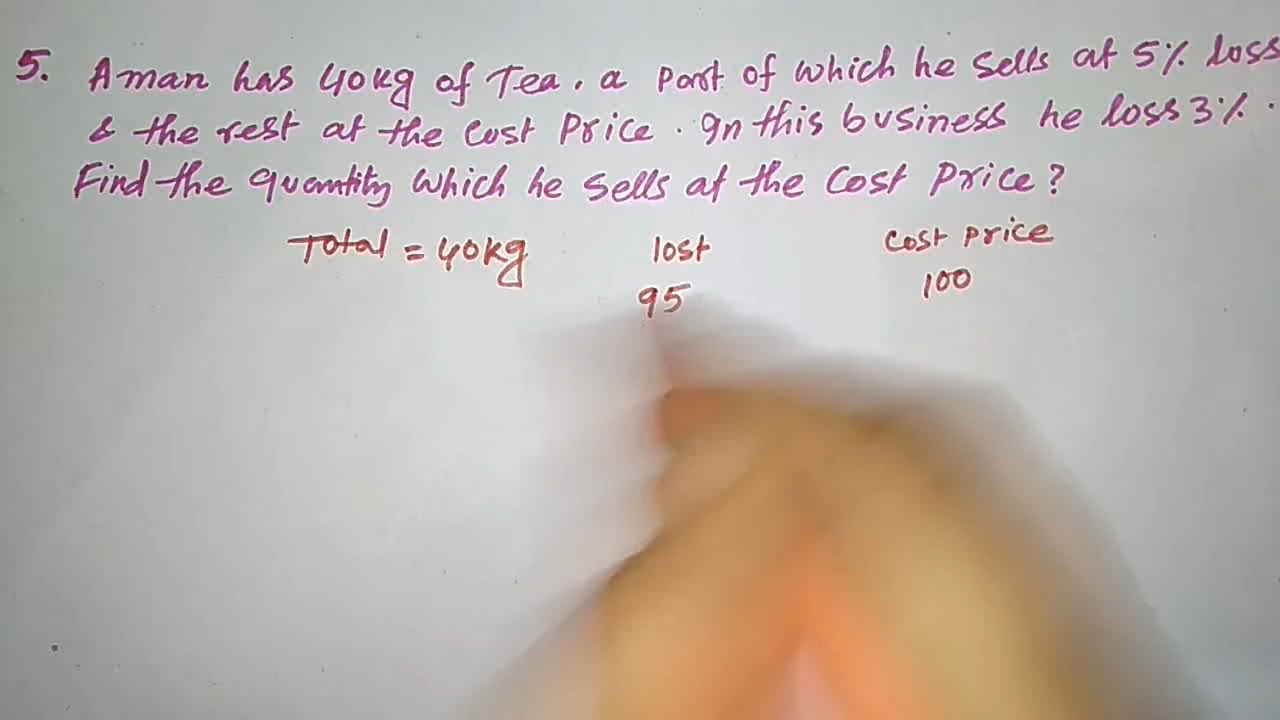 5. A man has 40kg of Tea. a part of which he sells at 5% loss
& the rest at the cost Price. In this business he loss 3%.
Find the quantity which he sells at the cost Price?
Total = 40kg lost cost price
95 100